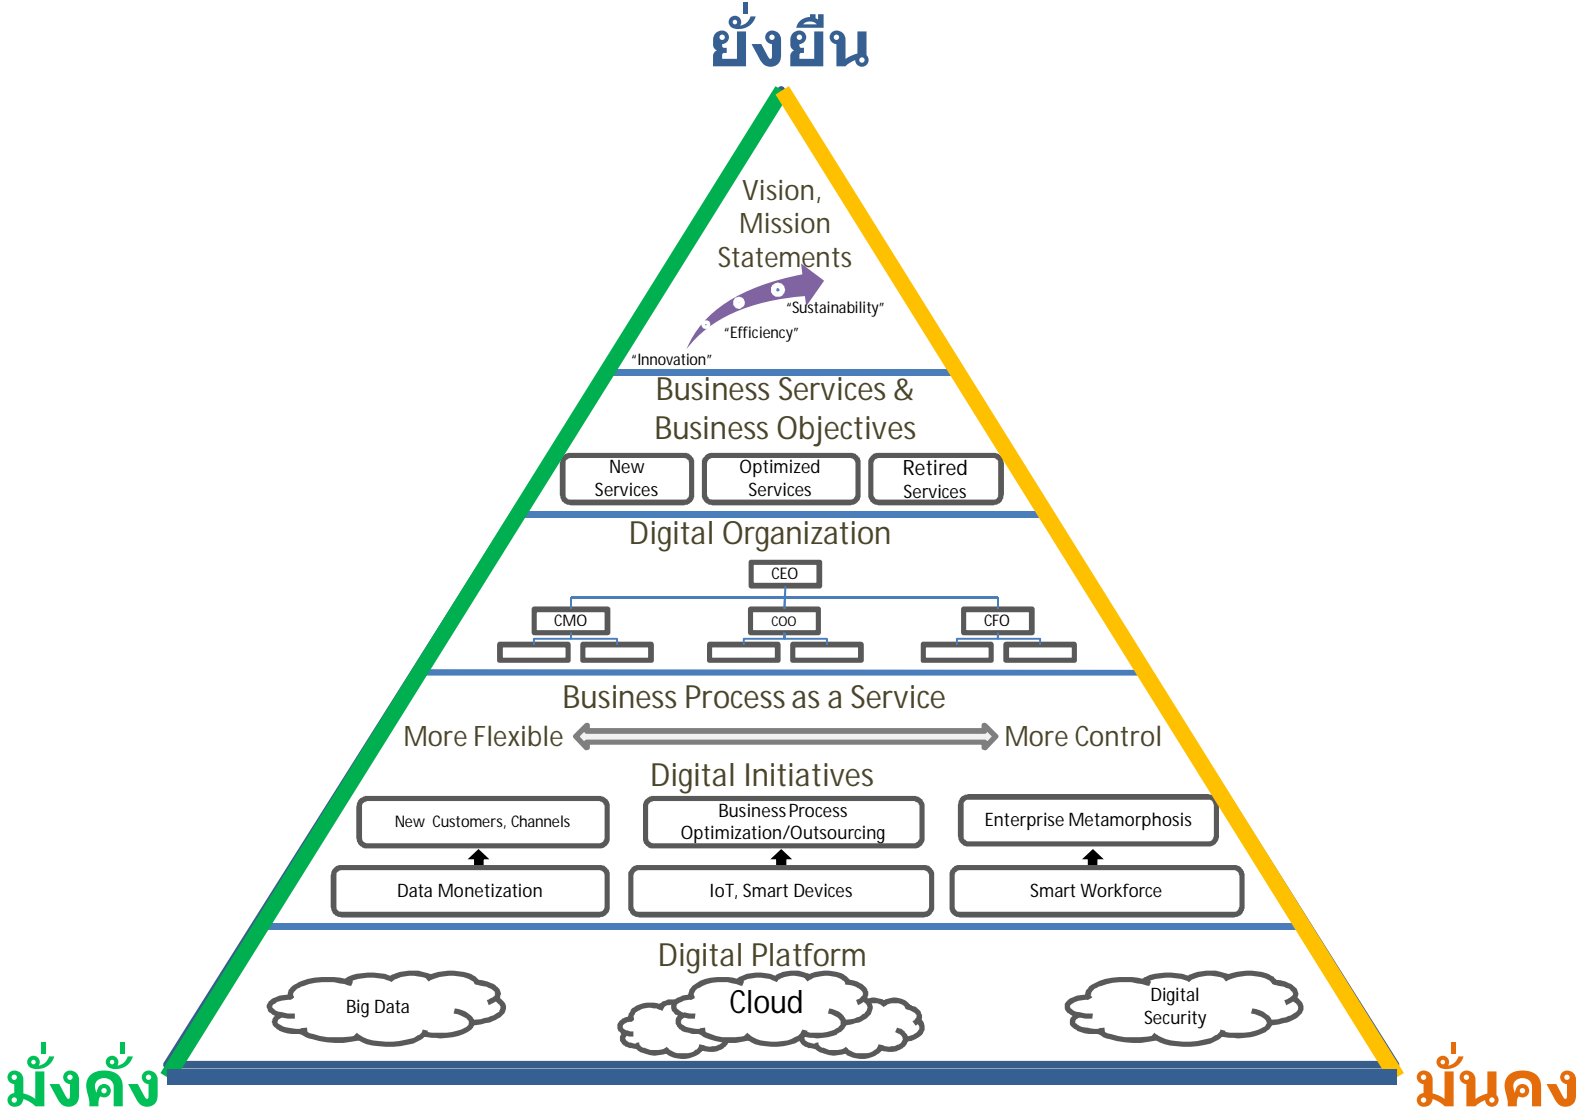 ยั่งยืน
Vision,
Mission
Statements
“Sustainability”
“Efficiency”
“Innovation”
Business Services &
Business Objectives
New
Services
Optimized
Services
Retired
Services
Digital Organization
CEO
CMO
COO
CFO
Business Process as a Service
More Flexible
More Control
Digital Initiatives
New Customers, Channels
Business Process
Optimization/Outsourcing
Enterprise Metamorphosis
Data Monetization
IoT, Smart Devices
Smart Workforce
Digital Platform
Big Data
Cloud
Digital
Security
มั่งคั่ง
มั่นคง